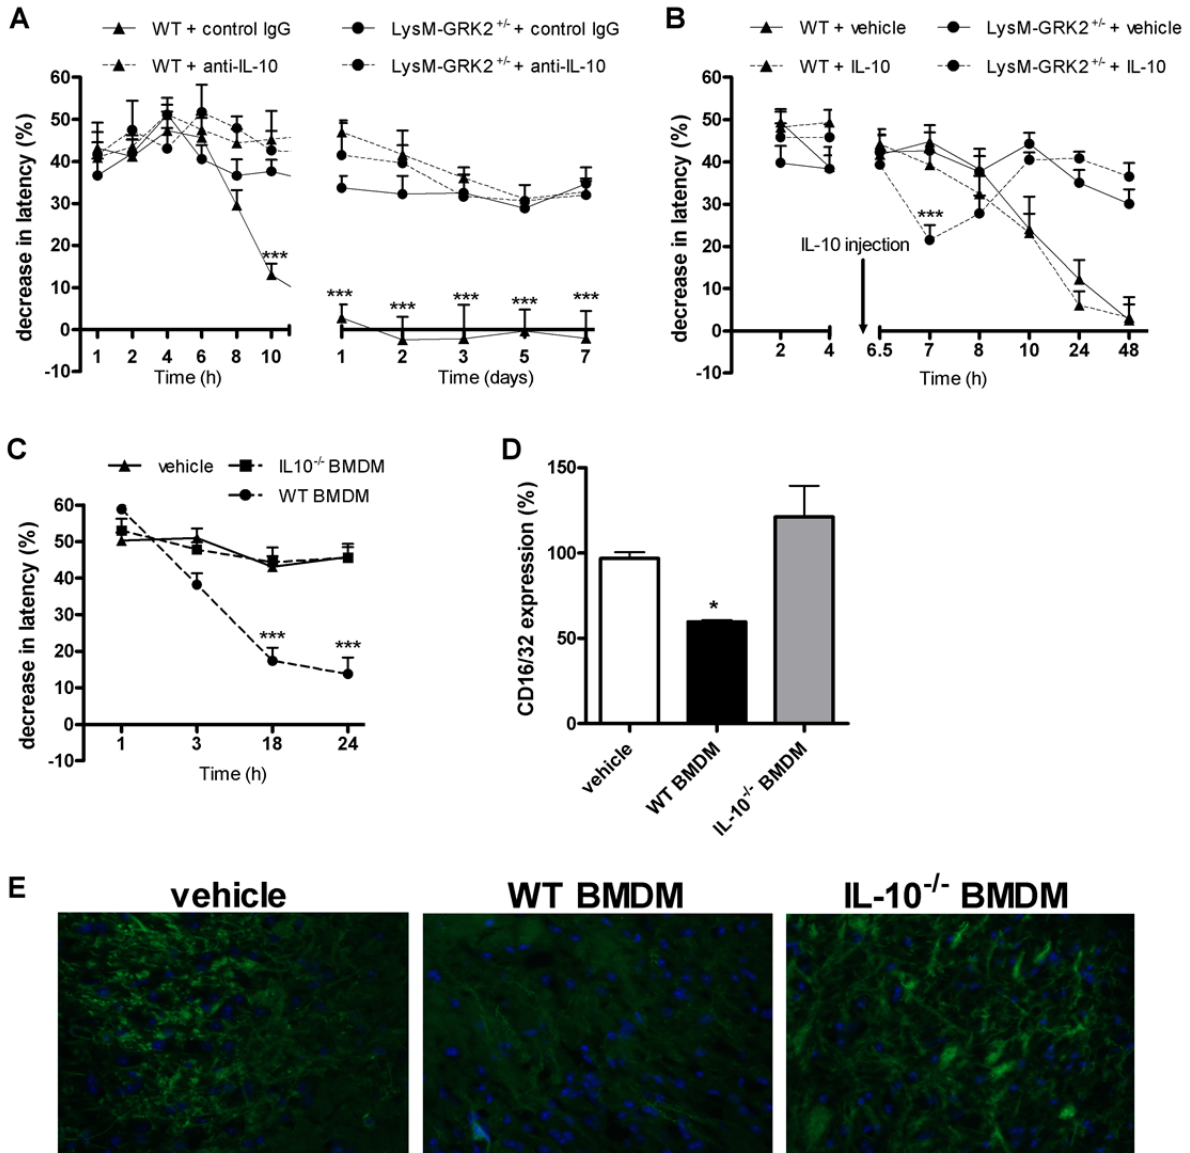 A
WT + control IgG
LysM-GRK2+/- + control IgG
WT + anti-IL-10
LysM-GRK2+/- + anti-IL-10
decrease in latency (%)
60
50
40
30
20
10
0
-10
***
1 2 4 6 8 10
Time (h)
*** *** *** *** ***
1 2 3 5 7
Time (days)
B
WT + vehicle
LysM-GRK2+/- + vehicle
WT + IL-10
LysM-GRK2+/- + IL-10
decrease in latency (%)
60
50
40
30
20
10
0
-10
***
IL-10 injection
2 4 6.5 7 8 10 24 48
Time (h)
C
vehicle
IL10-/- BMDM
WT BMDM
decrease in latency (%)
60
50
40
30
20
10
0
-10
*** ***
1 3 18 24
Time (h)
D
CD16/32 expression (%)
150
100
50
0
*
vehicle
WT BMDM
IL-10-/- BMDM
E
vehicle
WT BMDM
IL-10-/- BMDM